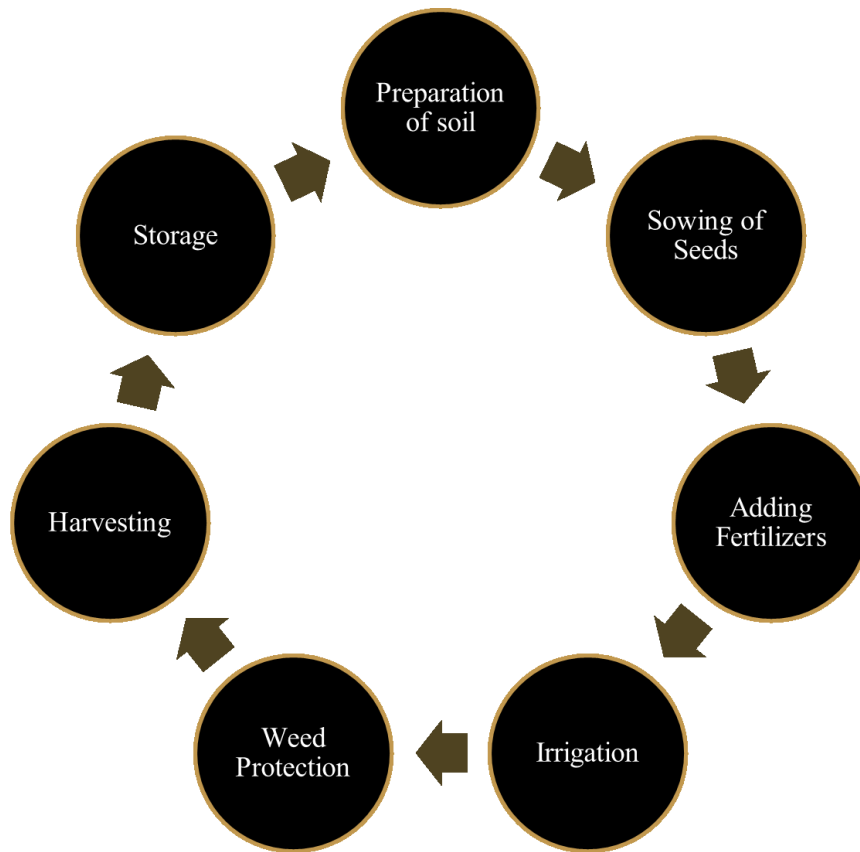 Preparation
of soil
Sowing of
Seeds
Adding
Fertilizers
Irrigation
Weed
Protection
Harvesting
Storage